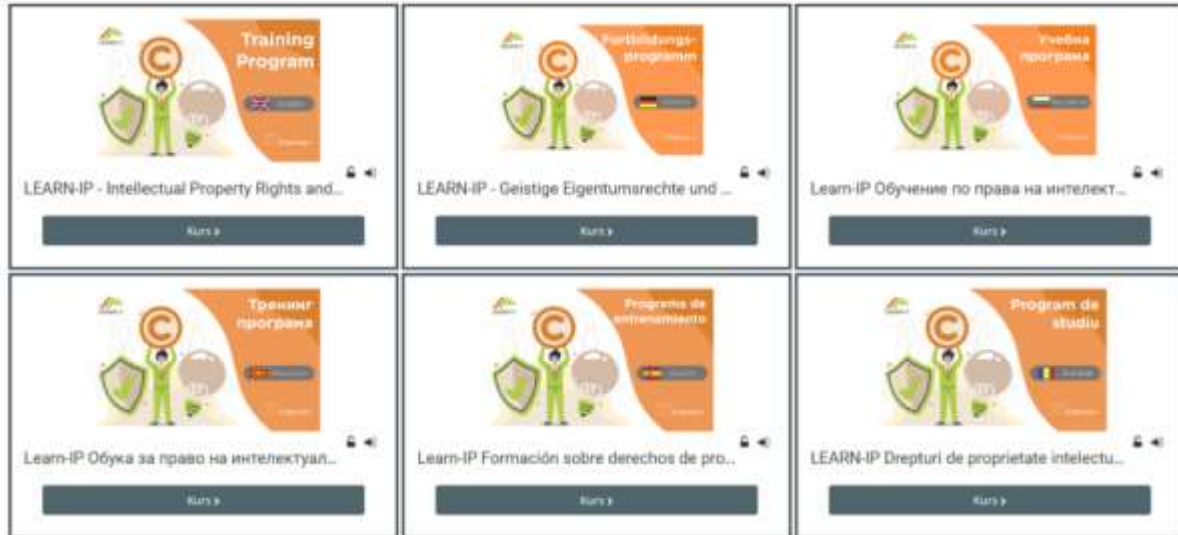 Training
Program
LEARN-IP - Intellectual Property Rights and...
Kurs
Fortbildungs-
programm
LEARN-IP - Geistige Eigentumsrechte und ...
Kurs
Учебна
програма
Learn-IP Обучение по права на интелект...
Kurs
Тренинг
програма
Learn-IP Обука за право на интелектуал...
Kurs
Programa de
entrenamiento
Learn-IP Formación sobre derechos de pro...
Kurs
Program de
studiu
LEARN-IP Drepturi de proprietate intelectu...
Kurs